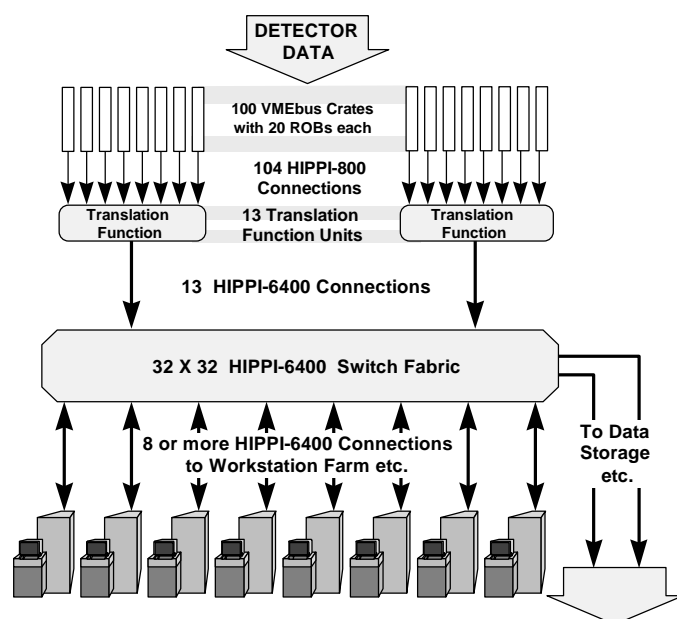 DETECTOR
DATA
100 VMEbus Crates
with 20 ROBs each
104 HIPPI-800
Connections
Translation
Function
13 Translation
Function Units
Translation
Function
13 HIPPI-6400 Connections
32 X 32 HIPPI-6400 Switch Fabric
8 or more HIPPI-6400 Connections
to Workstation Farm etc.
To Data
Storage
etc.